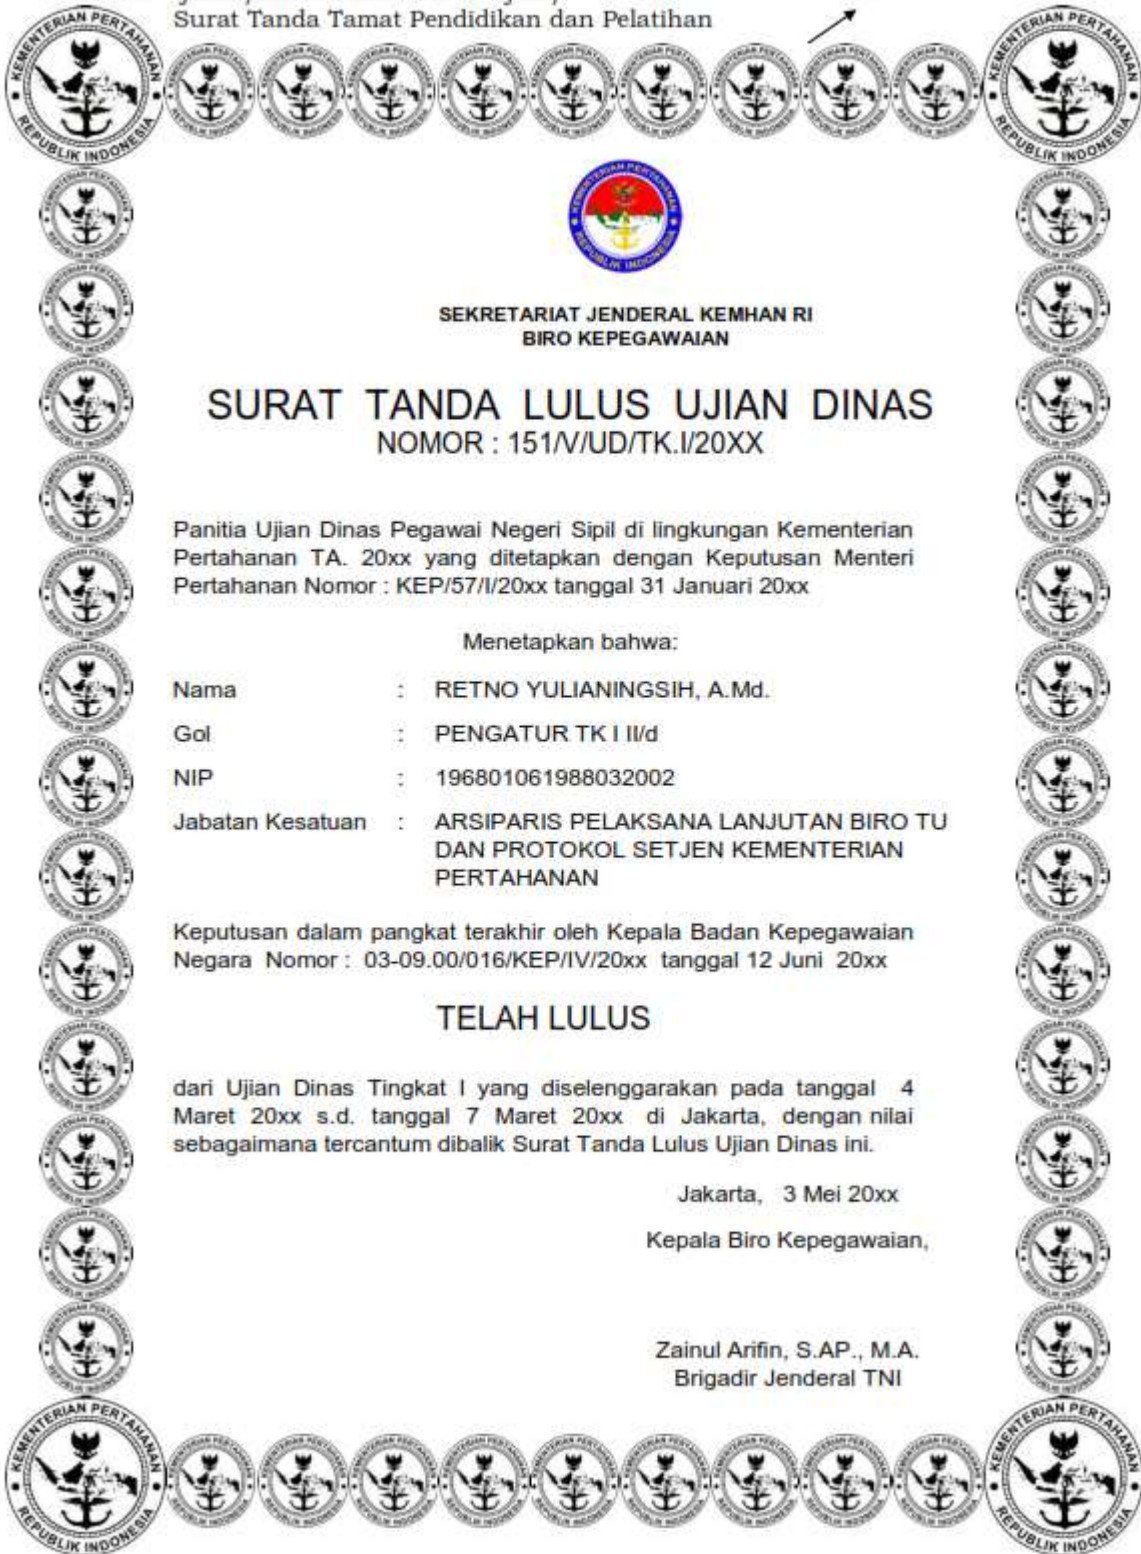 Surat Tanda Tamat Pendidikan dan Pelatihan
KEMENTERIAN PERTAHANAN
REPUBLIK INDONESIA
SEKRETARIAT JENDERAL KEMHAN RI
BIRO KEPEGAWAIAN
SURAT TANDA LULUS UJIAN DINAS
NOMOR : 151/V/UD/TK.I/20XX
Panitia Ujian Dinas Pegawai Negeri Sipil di lingkungan Kementerian
Pertahanan TA. 20xx yang ditetapkan dengan Keputusan Menteri
Pertahanan Nomor : KEP/57/I/20xx tanggal 31 Januari 20xx
Menetapkan bahwa:
Nama : RETNO YULIANINGSIH, A.Md.
Gol : PENGATUR TK I II/d
NIP : 196801061988032002
Jabatan Kesatuan : ARSIPARIS PELAKSANA LANJUTAN BIRO TU
DAN PROTOKOL SETJEN KEMENTERIAN
PERTAHANAN
Keputusan dalam pangkat terakhir oleh Kepala Badan Kepegawaian
Negara Nomor : 03-09.00/016/KEP/IV/20xx tanggal 12 Juni 20xx
TELAH LULUS
dari Ujian Dinas Tingkat I yang diselenggarakan pada tanggal 4
Maret 20xx s.d. tanggal 7 Maret 20xx di Jakarta, dengan nilai
sebagaimana tercantum dibalik Surat Tanda Lulus Ujian Dinas ini.
Jakarta, 3 Mei 20xx
Kepala Biro Kepegawaian,
Zainul Arifin, S.AP., M.A.
Brigadir Jenderal TNI